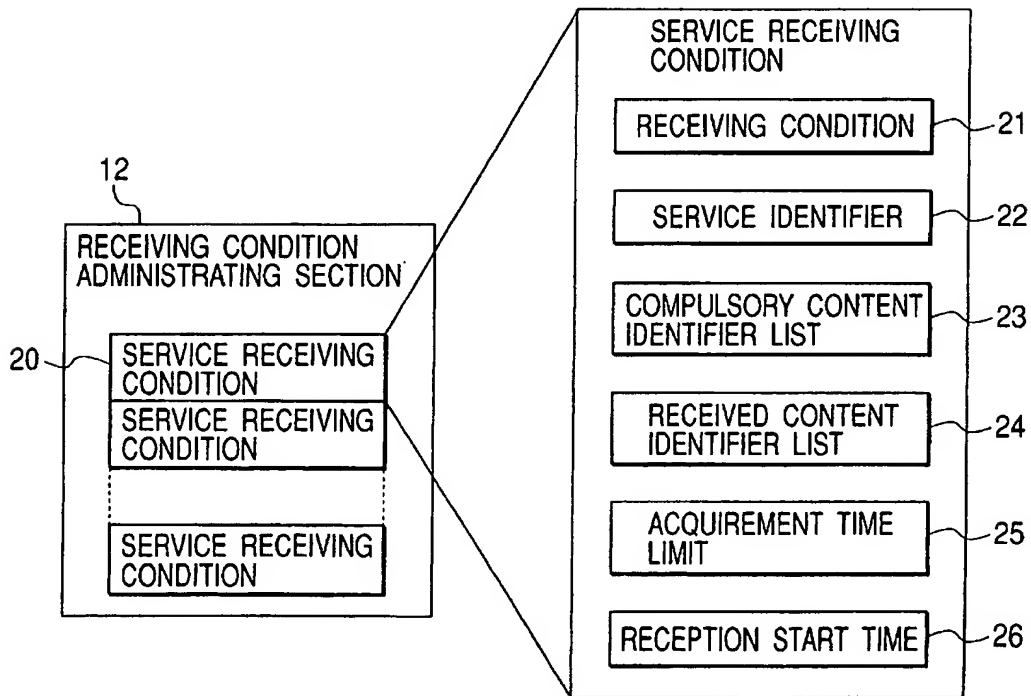 12
RECEIVING CONDITION
ADMINISTRATING SECTION
20
SERVICE RECEIVING
CONDITION
SERVICE RECEIVING
CONDITION
SERVICE RECEIVING
CONDITION
SERVICE RECEIVING
CONDITION
RECEIVING CONDITION
21
SERVICE IDENTIFIER
22
COMPULSORY CONTENT
IDENTIFIER LIST
23
RECEIVED CONTENT
IDENTIFIER LIST
24
ACQUIREMENT TIME
LIMIT
25
RECEPTION START TIME
26